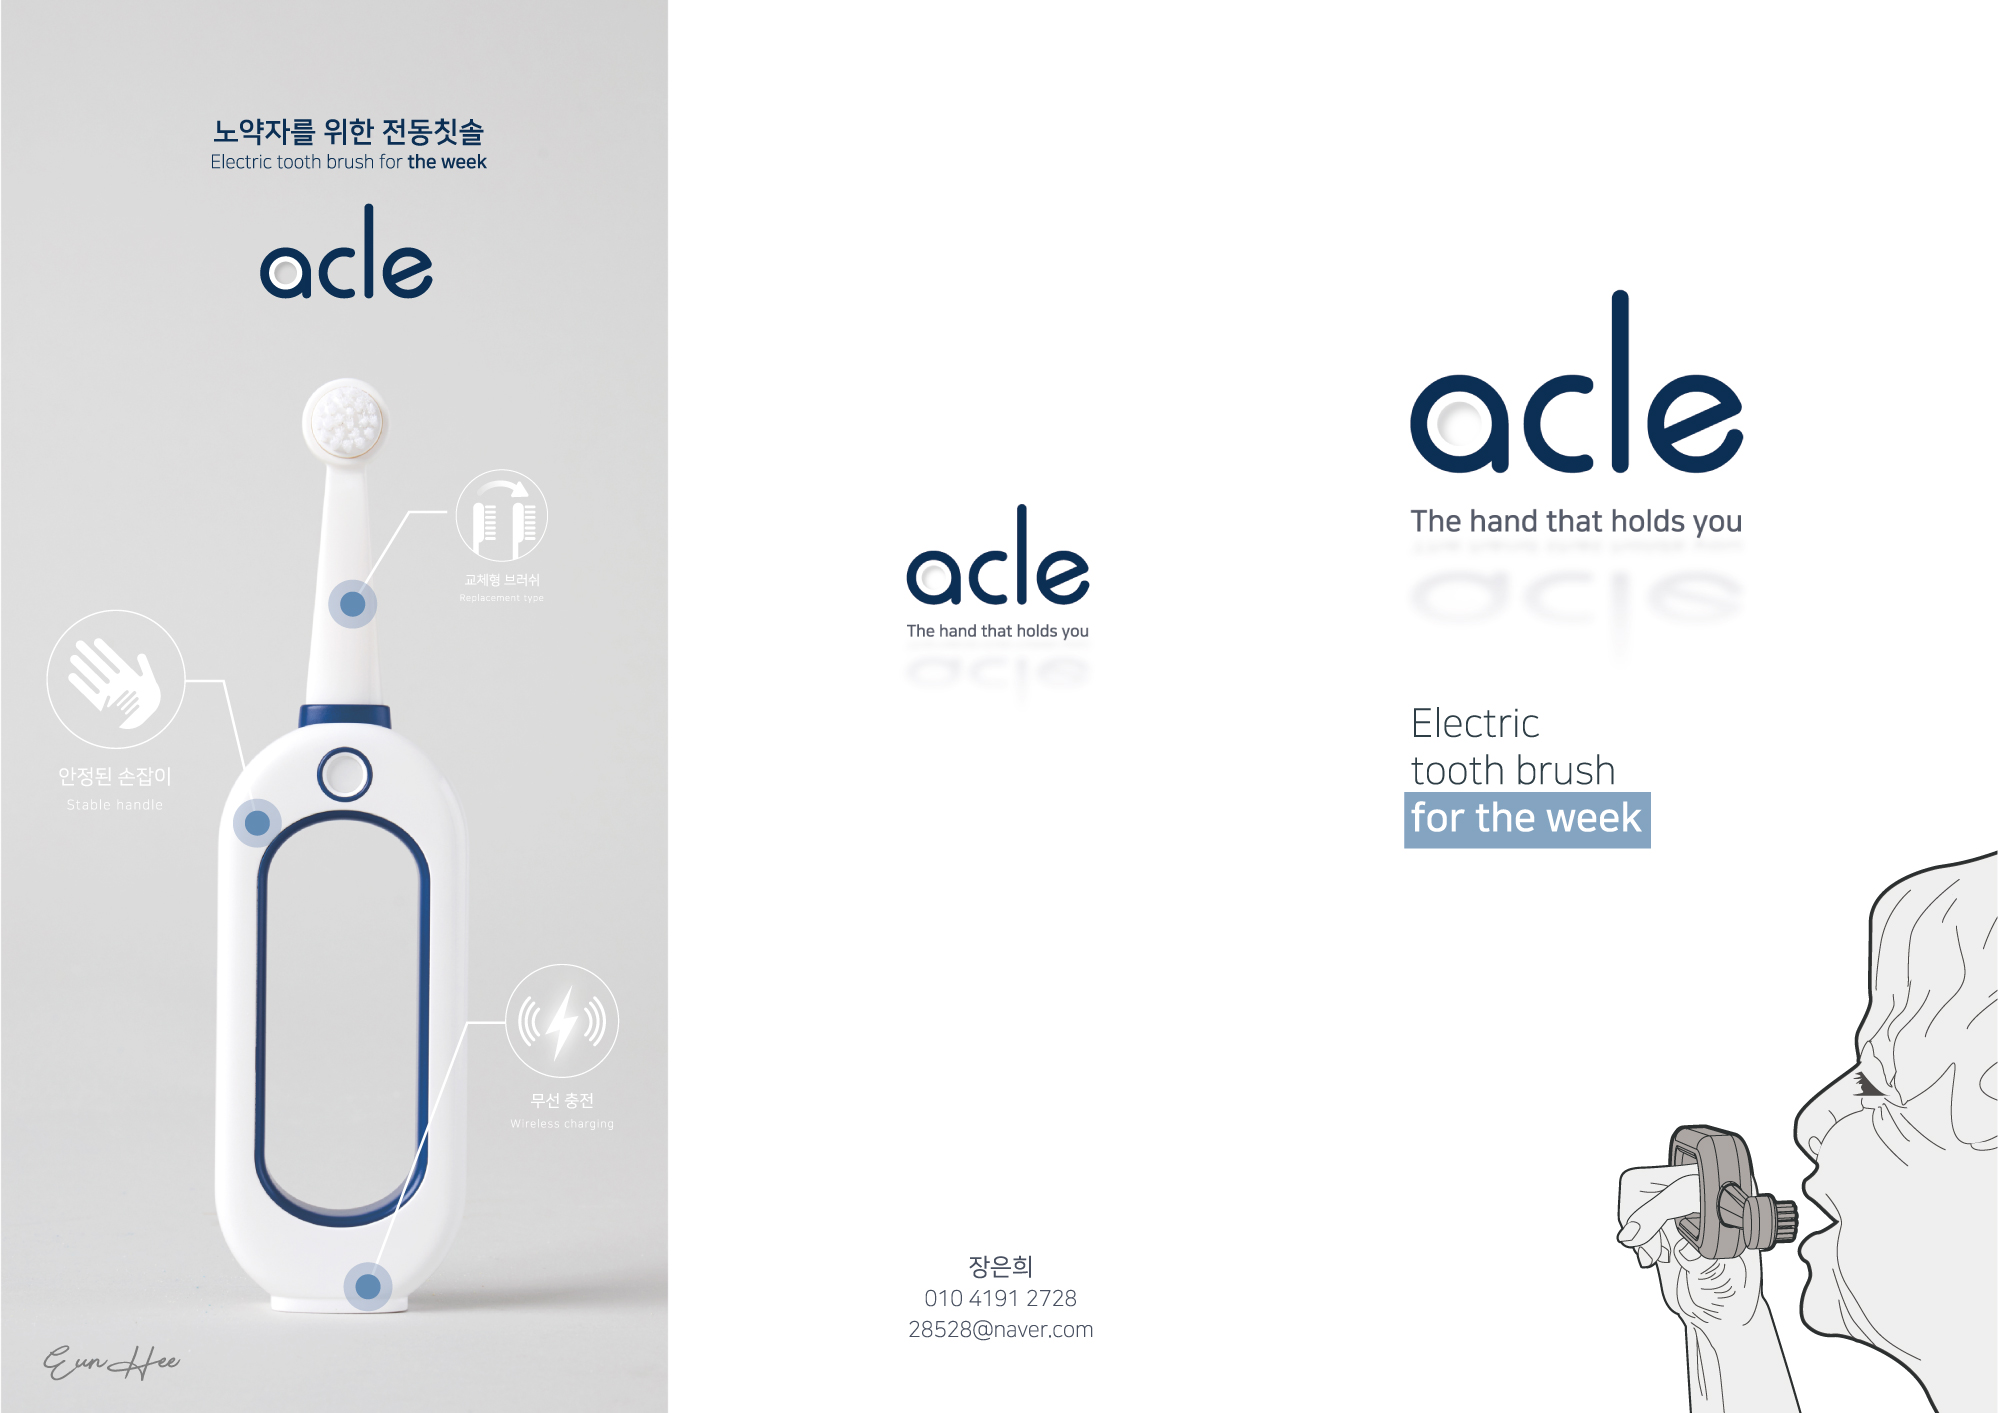 노약자를 위한 전동칫솔
Electric tooth brush for the week
acle
교체형 브러쉬
Replacement type
안정된 손잡이
Stable handle
무선 충전
Wireless charging
Eun Hee
acle
The hand that holds you
장은희
010 4191 2728
28528@naver.com
acle
The hand that holds you
Electric
tooth brush
for the week